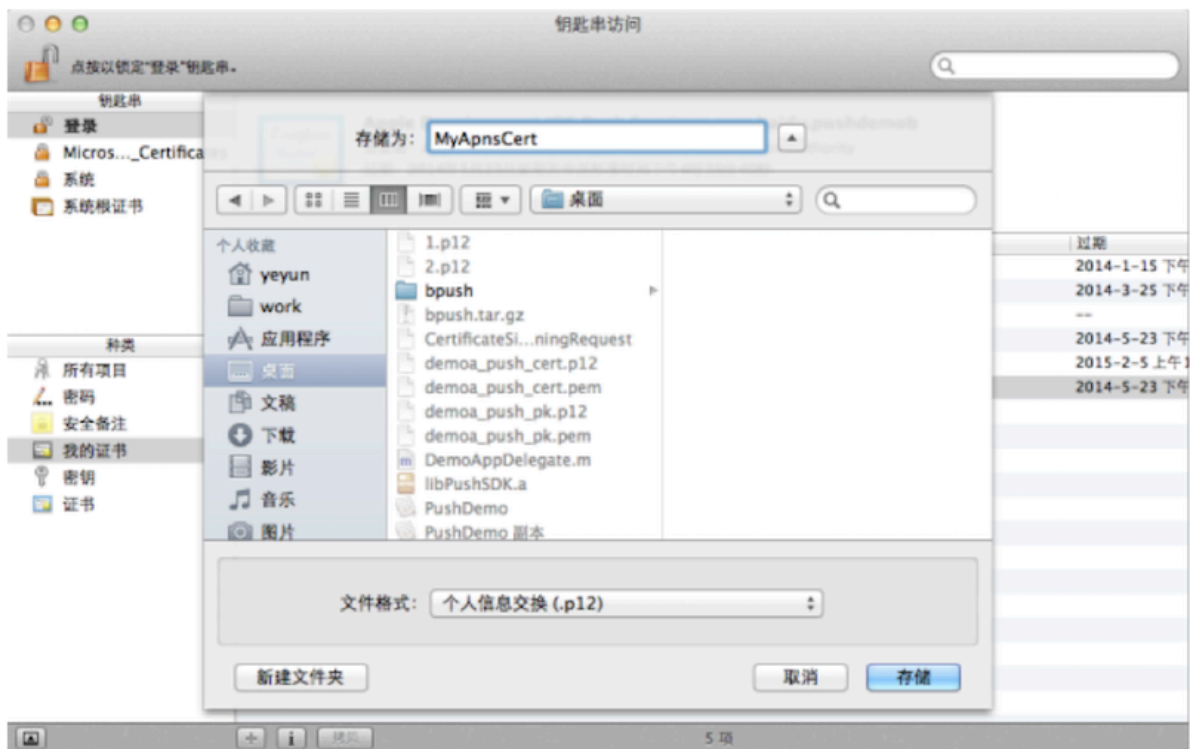 钥匙串访问
点按以锁定“登录”钥匙串。
钥匙串
登录
Micros..._Certificates
系统
系统根证书
存储为: MyApnsCert
桌面
个人收藏
yeyun
work
应用程序
桌面
文稿
下载
影片
音乐
图片
1.p12
2.p12
bpush
bpush.tar.gz
CertificateSi...ningRequest
demoa_push_cert.p12
demoa_push_cert.pem
demoa_push_pk.p12
demoa_push_pk.pem
DemoAppDelegate.m
libPushSDK.a
PushDemo
PushDemo 副本
过期
2014-1-15 下午
2014-3-25 下午
--
2014-5-23 下午
2015-2-5 上午1
2014-5-23 下午
种类
所有项目
密码
安全备注
我的证书
密钥
证书
文件格式: 个人信息交换 (.p12)
新建文件夹
取消
存储
拷贝
5 项